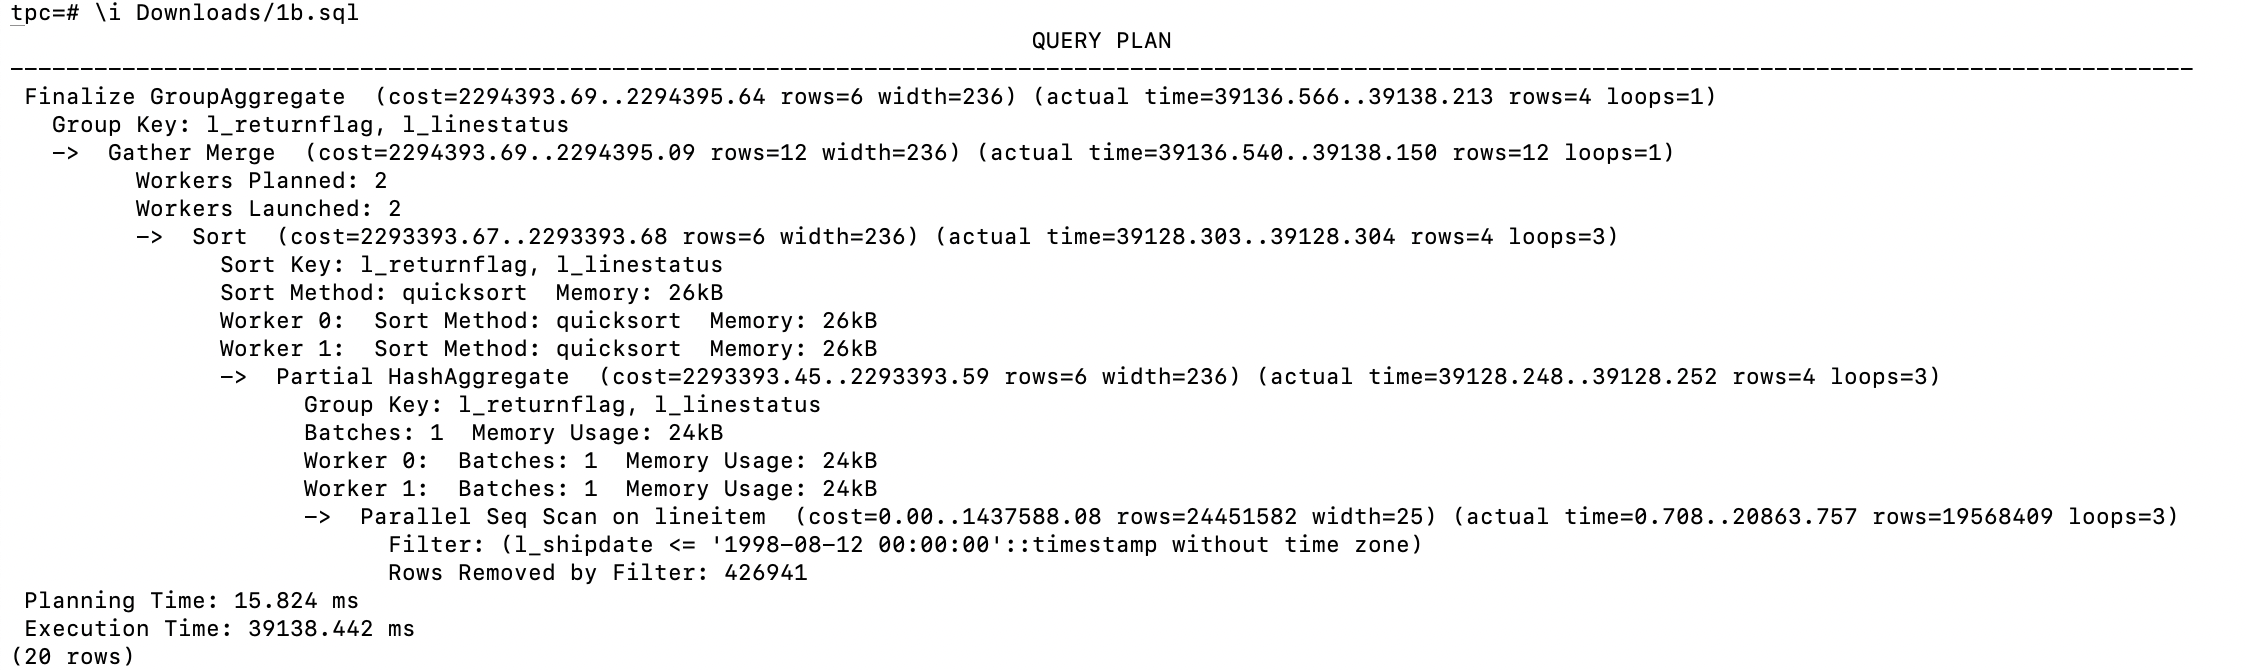 tpc=# \i Downloads/1b.sql
QUERY PLAN
------------------------------------------------------------------------------------------------------------------------------------------------------------
Finalize GroupAggregate  (cost=2294393.69..2294395.64 rows=6 width=236) (actual time=39136.566..39138.213 rows=4 loops=1)
  Group Key: l_returnflag, l_linestatus
  ->  Gather Merge  (cost=2294393.69..2294395.09 rows=12 width=236) (actual time=39136.540..39138.150 rows=12 loops=1)
        Workers Planned: 2
        Workers Launched: 2
        ->  Sort  (cost=2293393.67..2293393.68 rows=6 width=236) (actual time=39128.303..39128.304 rows=4 loops=3)
              Sort Key: l_returnflag, l_linestatus
              Sort Method: quicksort  Memory: 26kB
              Worker 0:  Sort Method: quicksort  Memory: 26kB
              Worker 1:  Sort Method: quicksort  Memory: 26kB
              ->  Partial HashAggregate  (cost=2293393.45..2293393.59 rows=6 width=236) (actual time=39128.248..39128.252 rows=4 loops=3)
                    Group Key: l_returnflag, l_linestatus
                    Batches: 1  Memory Usage: 24kB
                    Worker 0:  Batches: 1  Memory Usage: 24kB
                    Worker 1:  Batches: 1  Memory Usage: 24kB
                    ->  Parallel Seq Scan on lineitem  (cost=0.00..1437588.08 rows=24451582 width=25) (actual time=0.708..20863.757 rows=19568409 loops=3)
                          Filter: (l_shipdate <= '1998-08-12 00:00:00'::timestamp without time zone)
                          Rows Removed by Filter: 426941
Planning Time: 15.824 ms
Execution Time: 39138.442 ms
(20 rows)